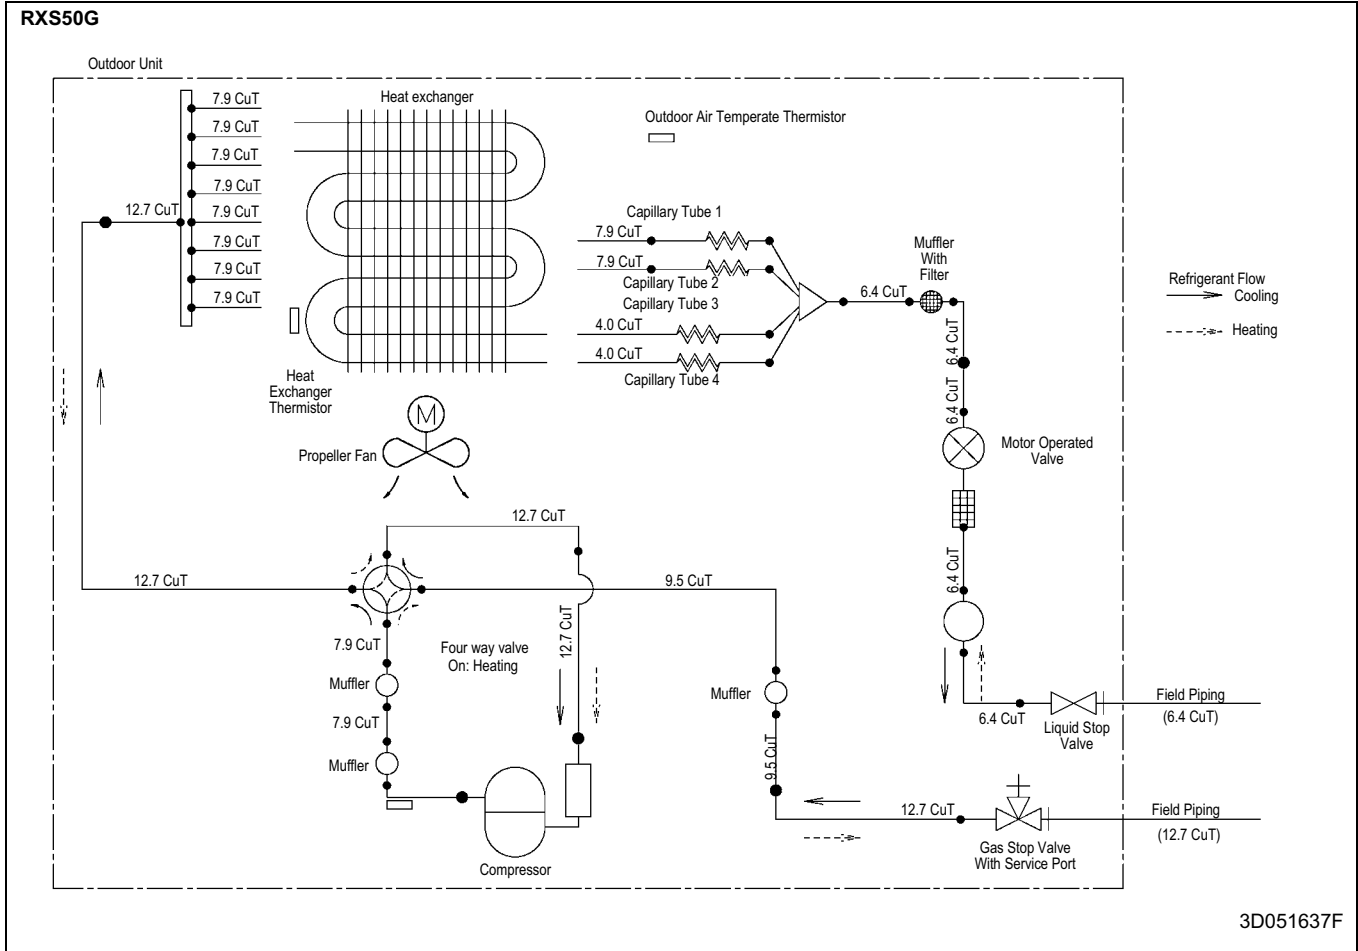 RXS50G
Outdoor Unit
7.9 CuT
7.9 CuT
7.9 CuT
7.9 CuT
7.9 CuT
7.9 CuT
7.9 CuT
7.9 CuT
12.7 CuT
Heat exchanger
Outdoor Air Temperate Thermistor
Capillary Tube 1
7.9 CuT
7.9 CuT
Capillary Tube 2
Capillary Tube 3
4.0 CuT
4.0 CuT
Capillary Tube 4
Muffler
With
Filter
6.4 CuT
6.4 CuT
6.4 CuT
Refrigerant Flow
Cooling
Heating
Heat
Exchanger
Thermistor
M
Propeller Fan
Motor Operated
Valve
6.4 CuT
12.7 CuT
12.7 CuT
9.5 CuT
12.7 CuT
7.9 CuT
Four way valve
On: Heating
Muffler
7.9 CuT
Muffler
Compressor
Muffler
9.5 CuT
6.4 CuT
Liquid Stop
Valve
Field Piping
(6.4 CuT)
12.7 CuT
Gas Stop Valve
With Service Port
Field Piping
(12.7 CuT)
3D051637F